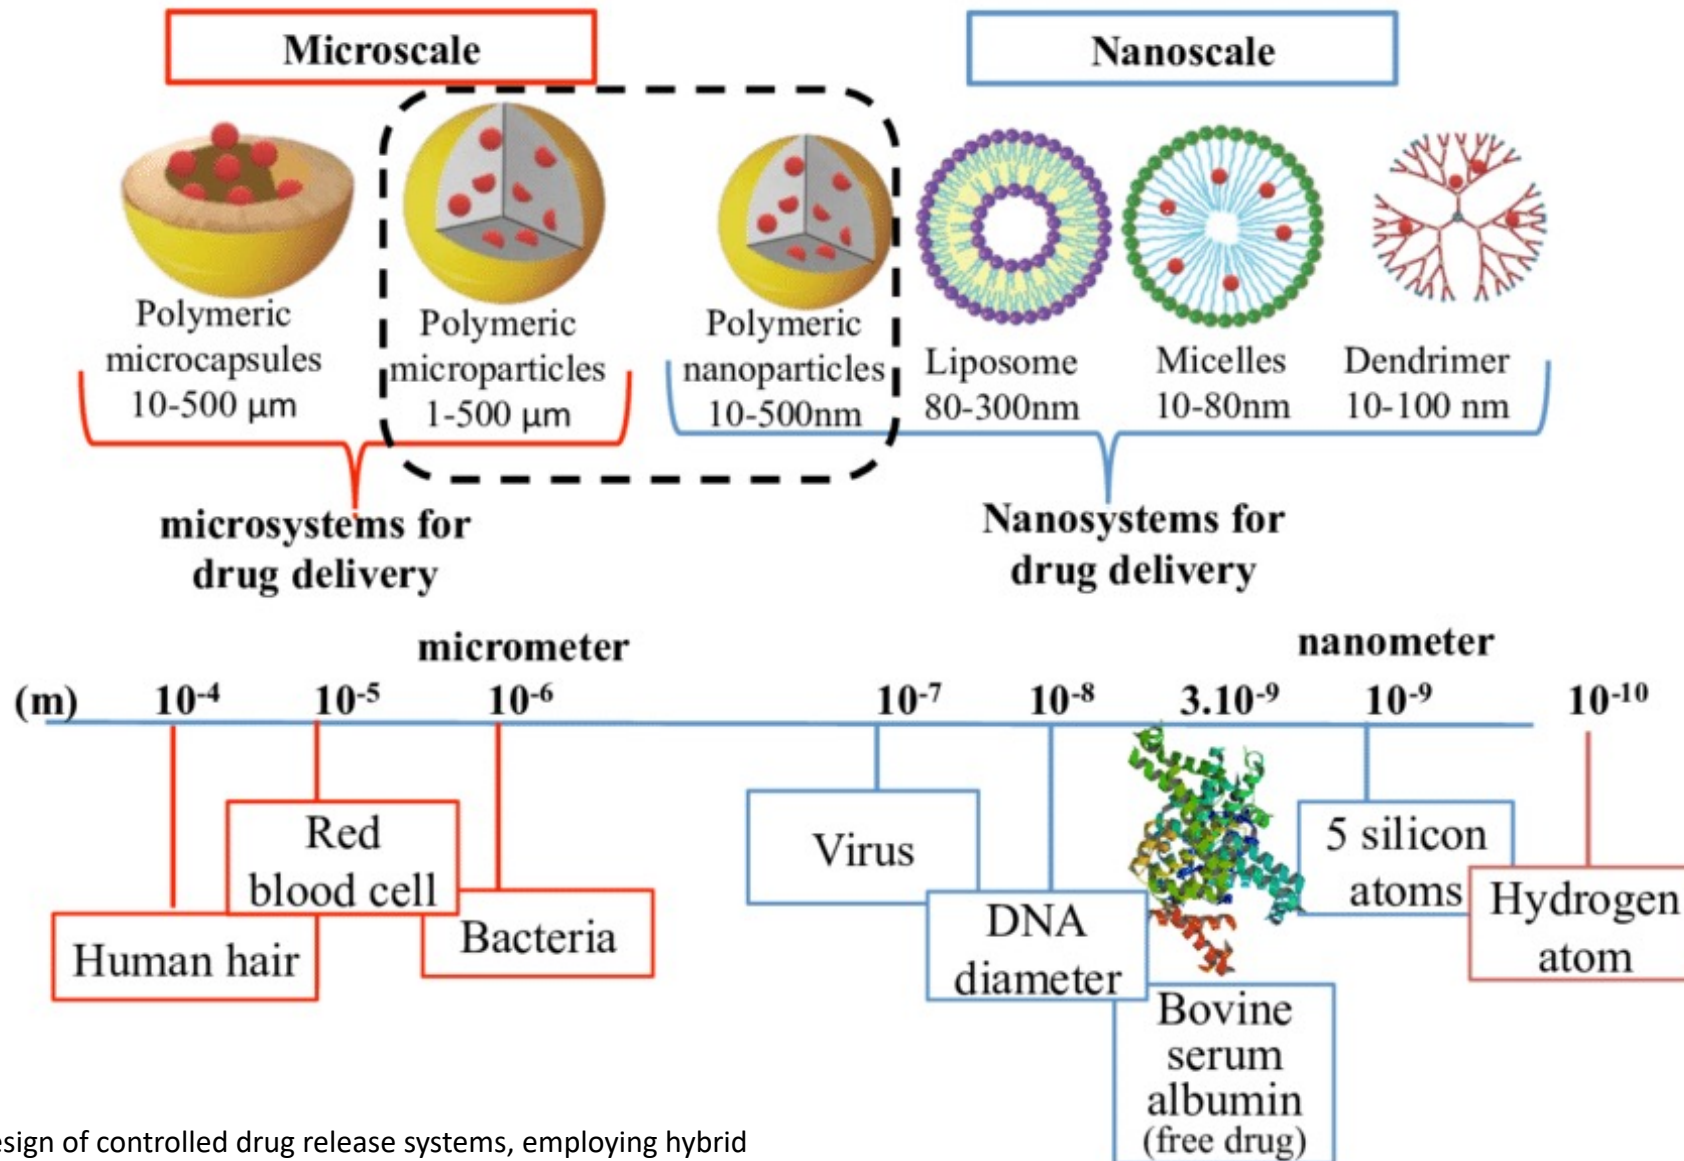 Microscale
Nanoscale
Polymeric
microcapsules
10-500 μm
Polymeric
microparticles
1-500 μm
Polymeric
nanoparticles
10-500nm
Liposome
80-300nm
Micelles
10-80nm
Dendrimer
10-100 nm
microsystems for
drug delivery
Nanosystems for
drug delivery
micrometer
nanometer
(m) 10⁻⁴ 10⁻⁵ 10⁻⁶ 10⁻⁷ 10⁻⁸ 3.10⁻⁹ 10⁻⁹ 10⁻¹⁰
Human hair
Red
blood cell
Bacteria
Virus
DNA
diameter
Bovine
serum
albumin
(free drug)
5 silicon
atoms
Hydrogen
atom
of controlled drug release systems, employing hybrid